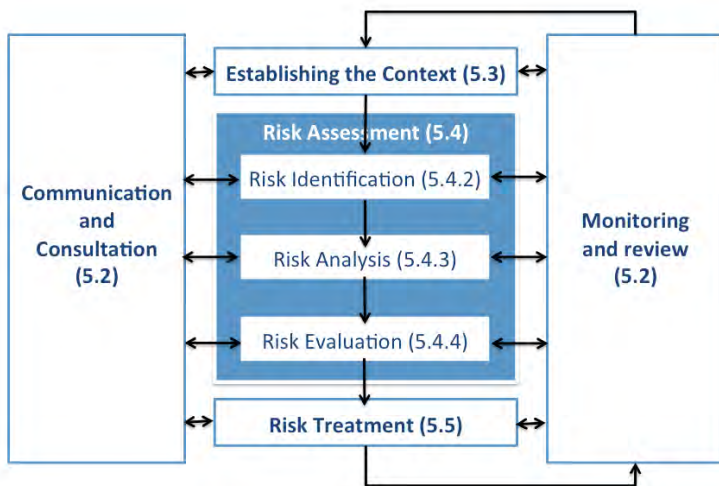 Establishing the Context (5.3)
Risk Assessment (5.4)
Risk Identification (5.4.2)
Communication
and
Consultation
(5.2)
Risk Analysis (5.4.3)
Monitoring
and review
(5.2)
Risk Evaluation (5.4.4)
Risk Treatment (5.5)